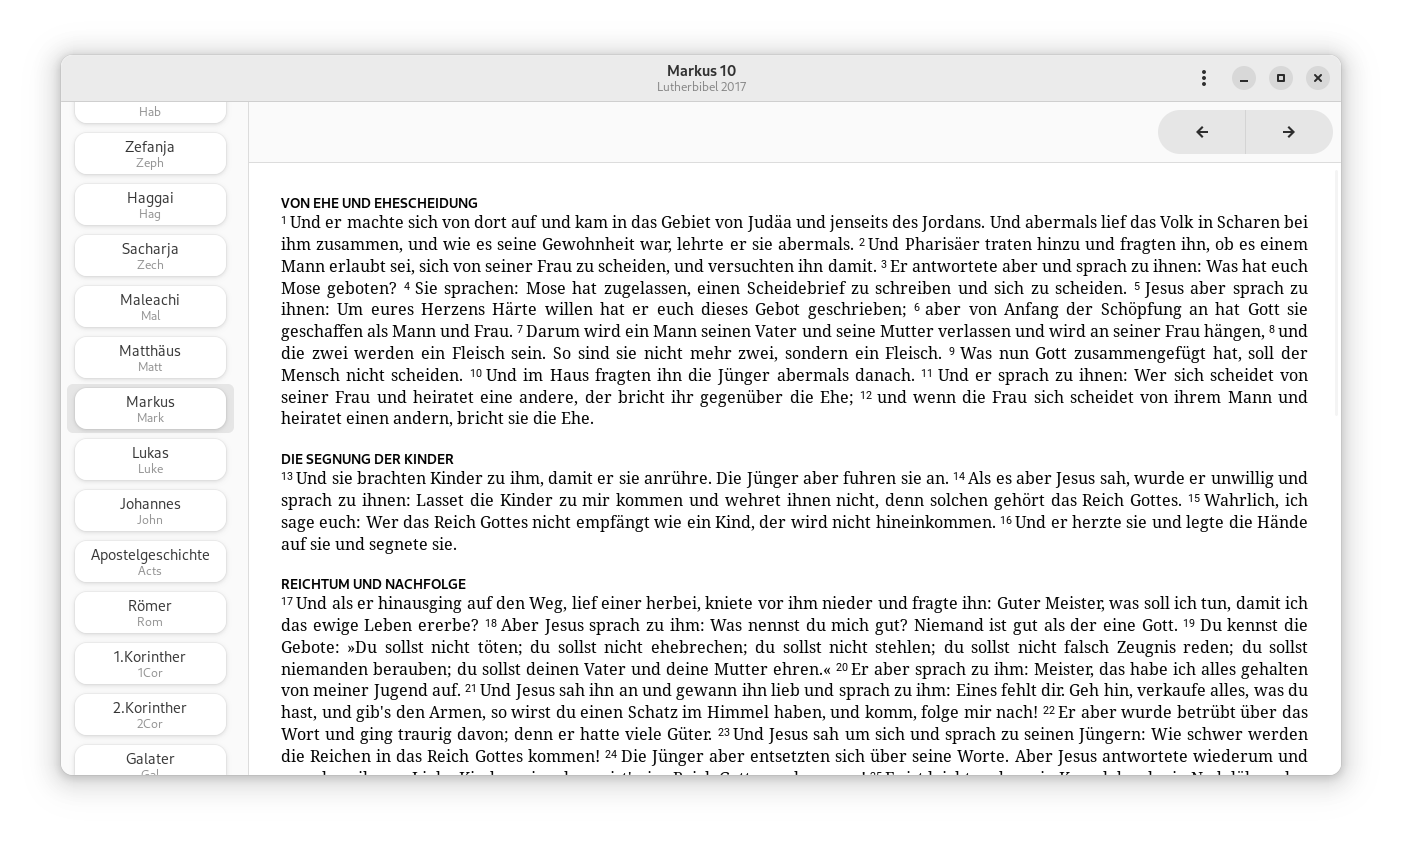 Markus 10
Lutherbibel 2017
Hab
Zefanja
Zeph
Haggai
Hag
Sacharja
Zech
Maleachi
Mal
Matthäus
Matt
Markus
Mark
Lukas
Luke
Johannes
John
Apostelgeschichte
Acts
Römer
Rom
1.Korinther
1Cor
2.Korinther
2Cor
Galater
Gal
VON EHE UND EHESCHEIDUNG
1 Und er machte sich von dort auf und kam in das Gebiet von Judäa und jenseits des Jordans. Und abermals lief das Volk in Scharen bei
ihm zusammen, und wie es seine Gewohnheit war, lehrte er sie abermals. 2 Und Pharisäer traten hinzu und fragten ihn, ob es einem
Mann erlaubt sei, sich von seiner Frau zu scheiden, und versuchten ihn damit. 3 Er antwortete aber und sprach zu ihnen: Was hat euch
Mose geboten? 4 Sie sprachen: Mose hat zugelassen, einen Scheidebrief zu schreiben und sich zu scheiden. 5 Jesus aber sprach zu
ihnen: Um eures Herzens Härte willen hat er euch dieses Gebot geschrieben; 6 aber von Anfang der Schöpfung an hat Gott sie
geschaffen als Mann und Frau. 7 Darum wird ein Mann seinen Vater und seine Mutter verlassen und wird an seiner Frau hängen, 8 und
die zwei werden ein Fleisch sein. So sind sie nicht mehr zwei, sondern ein Fleisch. 9 Was nun Gott zusammengefügt hat, soll der
Mensch nicht scheiden. 10 Und im Haus fragten ihn die Jünger abermals danach. 11 Und er sprach zu ihnen: Wer sich scheidet von
seiner Frau und heiratet eine andere, der bricht ihr gegenüber die Ehe; 12 und wenn die Frau sich scheidet von ihrem Mann und
heiratet einen andern, bricht sie die Ehe.
DIE SEGNUNG DER KINDER
13 Und sie brachten Kinder zu ihm, damit er sie anrühre. Die Jünger aber fuhren sie an. 14 Als es aber Jesus sah, wurde er unwillig und
sprach zu ihnen: Lasset die Kinder zu mir kommen und wehret ihnen nicht, denn solchen gehört das Reich Gottes. 15 Wahrlich, ich
sage euch: Wer das Reich Gottes nicht empfängt wie ein Kind, der wird nicht hineinkommen. 16 Und er herzte sie und legte die Hände
auf sie und segnete sie.
REICHTUM UND NACHFOLGE
17 Und als er hinausging auf den Weg, lief einer herbei, kniete vor ihm nieder und fragte ihn: Guter Meister, was soll ich tun, damit ich
das ewige Leben ererbe? 18 Aber Jesus sprach zu ihm: Was nennst du mich gut? Niemand ist gut als der eine Gott. 19 Du kennst die
Gebote: »Du sollst nicht töten; du sollst nicht ehebrechen; du sollst nicht stehlen; du sollst nicht falsch Zeugnis reden; du sollst
niemanden berauben; du sollst deinen Vater und deine Mutter ehren.« 20 Er aber sprach zu ihm: Meister, das habe ich alles gehalten
von meiner Jugend auf. 21 Und Jesus sah ihn an und gewann ihn lieb und sprach zu ihm: Eines fehlt dir. Geh hin, verkaufe alles, was du
hast, und gib's den Armen, so wirst du einen Schatz im Himmel haben, und komm, folge mir nach! 22 Er aber wurde betrübt über das
Wort und ging traurig davon; denn er hatte viele Güter. 23 Und Jesus sah um sich und sprach zu seinen Jüngern: Wie schwer werden
die Reichen in das Reich Gottes kommen! 24 Die Jünger aber entsetzten sich über seine Worte. Aber Jesus antwortete wiederum und